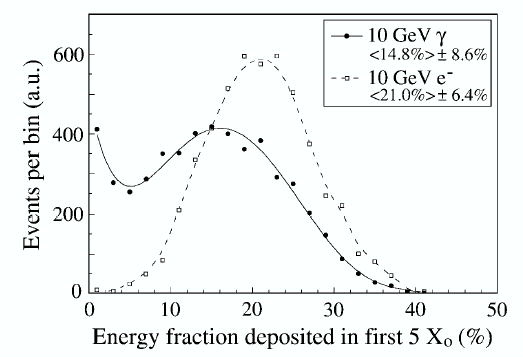 10 GeV γ
<14.8%> ± 8.6%
10 GeV e-
<21.0%> ± 6.4%
Events per bin (a.u.)
600
400
200
0
0 10 20 30 40 50
Energy fraction deposited in first 5 Xo (%)